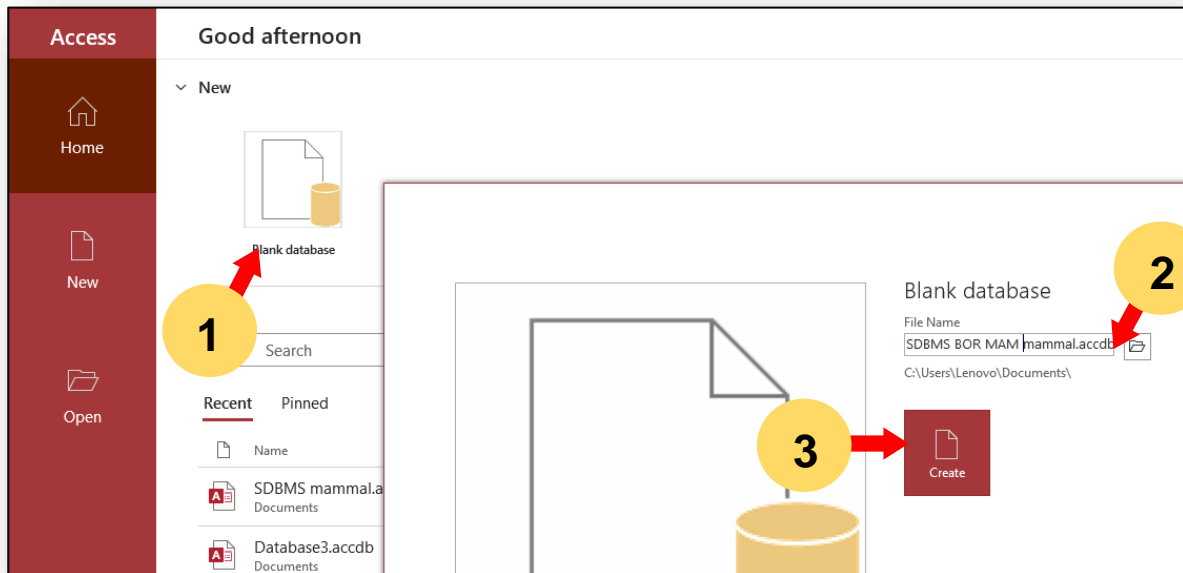 Access
Good afternoon
Home
New
Open
New
Blank database
1
Search
Recent Pinned
Name
SDBMS mammal.a
Documents
Database3.accdb
Documents
Blank database
2
File Name
SDBMS BOR MAM mammal.accdb
C:\Users\Lenovo\Documents\
3
Create